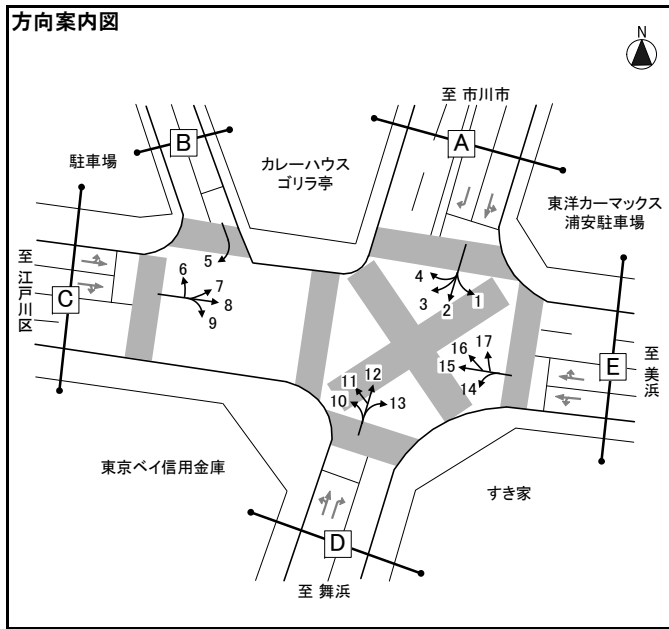 方向案内図
N
至 市川市
B
A
駐車場
カレーハウス
ゴリラ亭
東洋カーマックス
浦安駐車場
至 江戸川区
C
5
6
7
8
9
4
3
2
1
E
至 美浜
16
17
15
14
11
12
10
13
東京ベイ信用金庫
すき家
D
至 舞浜